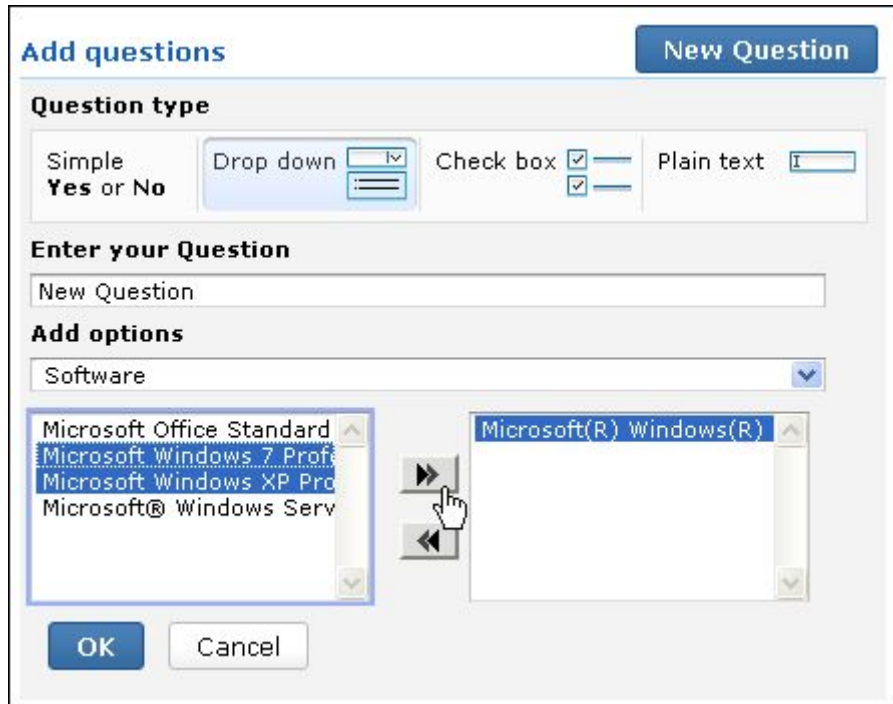 Add questions
New Question
Question type
Simple
Yes or No
Drop down
Check box
Plain text
Enter your Question
New Question
Add options
Software
Microsoft Office Standard
Microsoft Windows 7 Profe
Microsoft Windows XP Pro
Microsoft® Windows Serv
Microsoft(R) Windows(R)
OK
Cancel